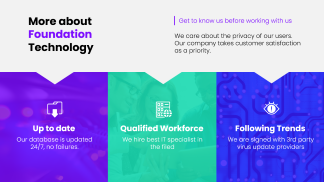 More about
Foundation
Technology
Get to know us before working with us
We care about the privacy of our users.
Our company takes customer satisfaction
as a priority.
Up to date
Our database is updated
24/7, no failures.
Qualified Workforce
We hire best IT specialist in
the filed
Following Trends
We are signed with 3rd party
virus update providers